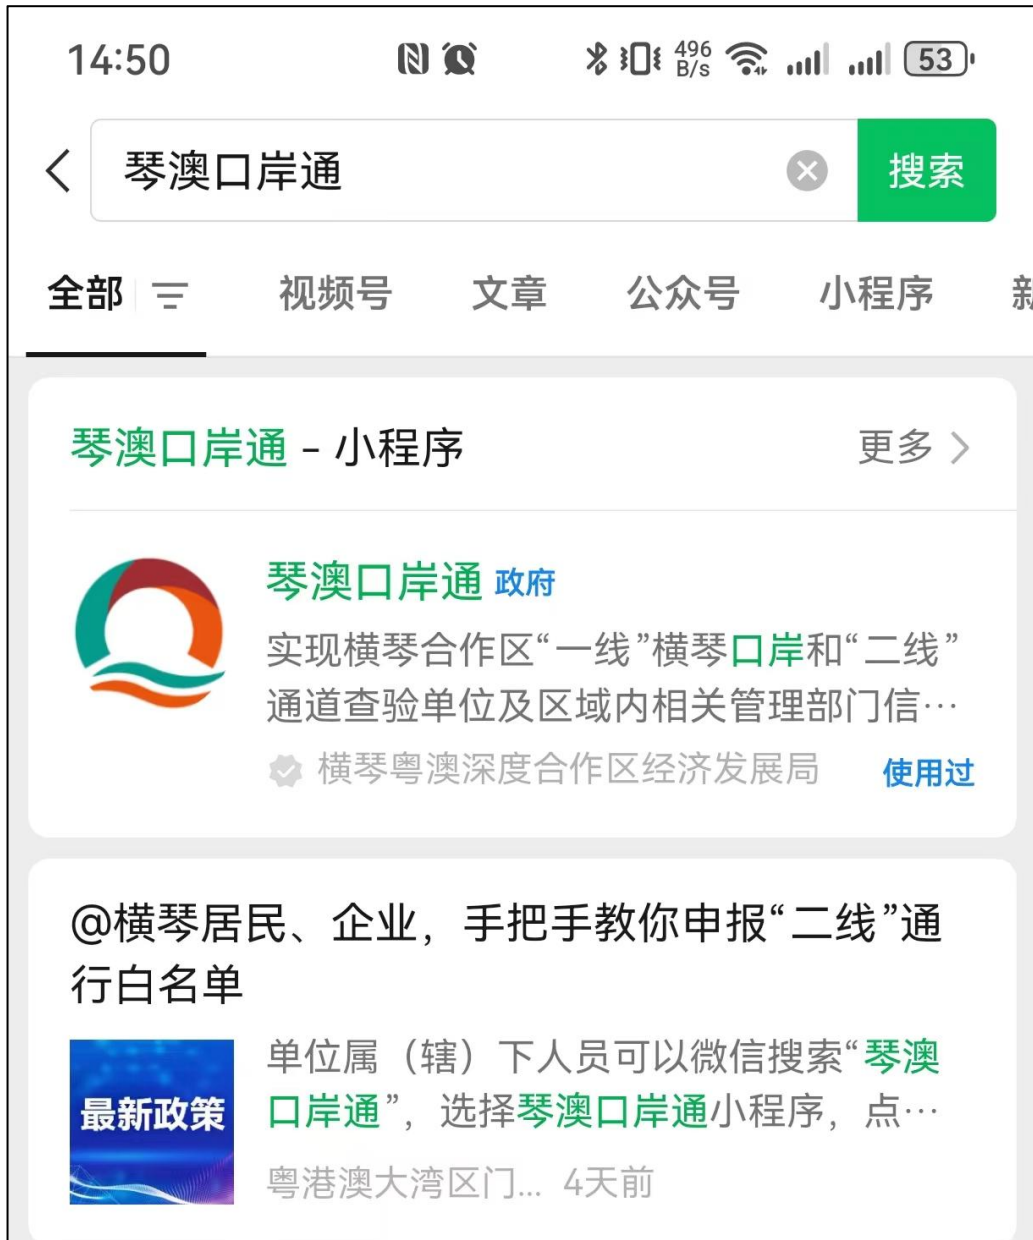 14:50 496 B/s 53
琴澳口岸通 搜索
全部 视频号 文章 公众号 小程序
琴澳口岸通 – 小程序 更多
琴澳口岸通 政府
实现横琴合作区“一线”横琴口岸和“二线”
通道查验单位及区域内相关管理部门信…
横琴粤澳深度合作区经济发展局 使用过
@横琴居民、企业，手把手教你申报“二线”通
行白名单
最新政策
单位属（辖）下人员可以微信搜索“琴澳
口岸通”，选择琴澳口岸通小程序，点…
粤港澳大湾区门... 4天前